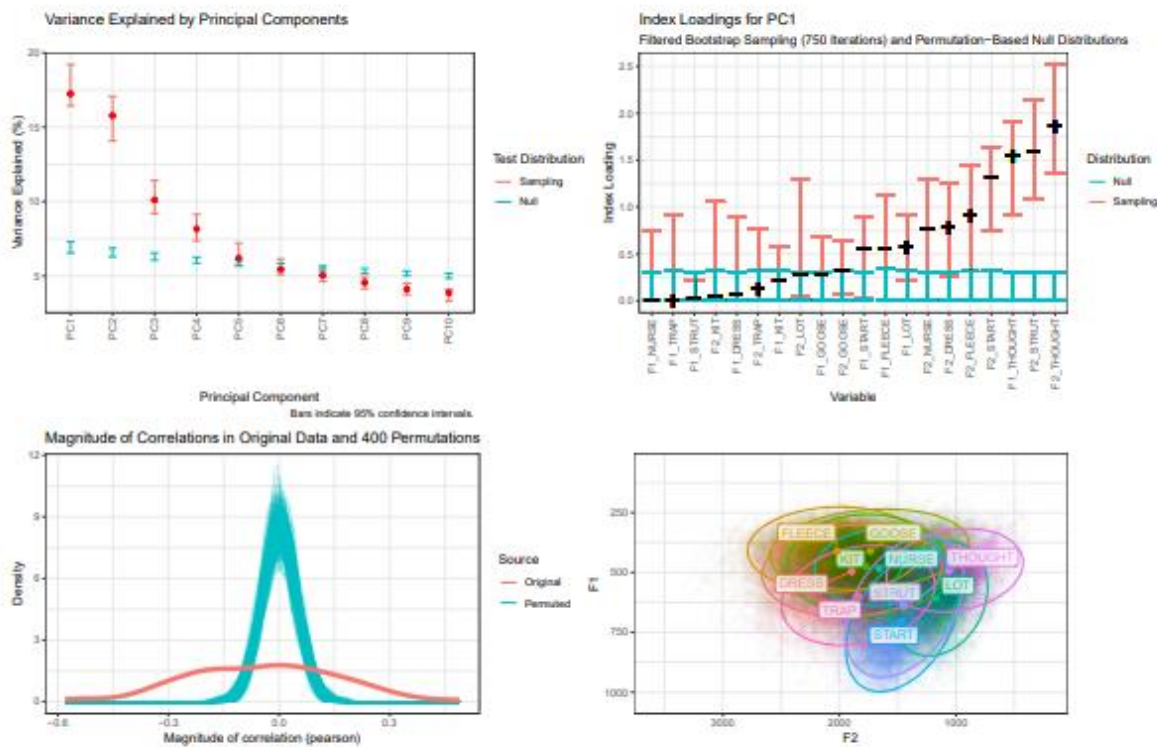 Variance Explained by Principal Components
20
15
10
5
Variance Explained (%)
PC1
PC2
PC3
PC4
PC5
PC6
PC7
PC8
PC9
PC10
Principal Component
Bars indicate 95% confidence intervals.
Test Distribution
Sampling
Null
Index Loadings for PC1
Filtered Bootstrap Sampling (750 Iterations) and Permutation−Based Null Distributions
2.5
2.0
1.5
1.0
0.5
0.0
Index Loading
F1_NURSE
F1_TRAP
F1_STRUT
F2_KIT
F1_DRESS
F2_TRAP
F1_KIT
F2_LOT
F1_GOOSE
F2_GOOSE
F1_START
F1_FLEECE
F1_LOT
F2_NURSE
F2_DRESS
F2_FLEECE
F2_START
F1_THOUGHT
F2_STRUT
F2_THOUGHT
Variable
Distribution
Null
Sampling
Magnitude of Correlations in Original Data and 400 Permutations
12
9
6
3
0
Density
−0.6
−0.3
0.0
0.3
Magnitude of correlation (pearson)
Source
Original
Permuted
250
500
750
1000
F1
FLEECE
GOOSE
KIT
NURSE
THOUGHT
DRESS
STRUT
LOT
TRAP
START
3000
2000
1000
F2